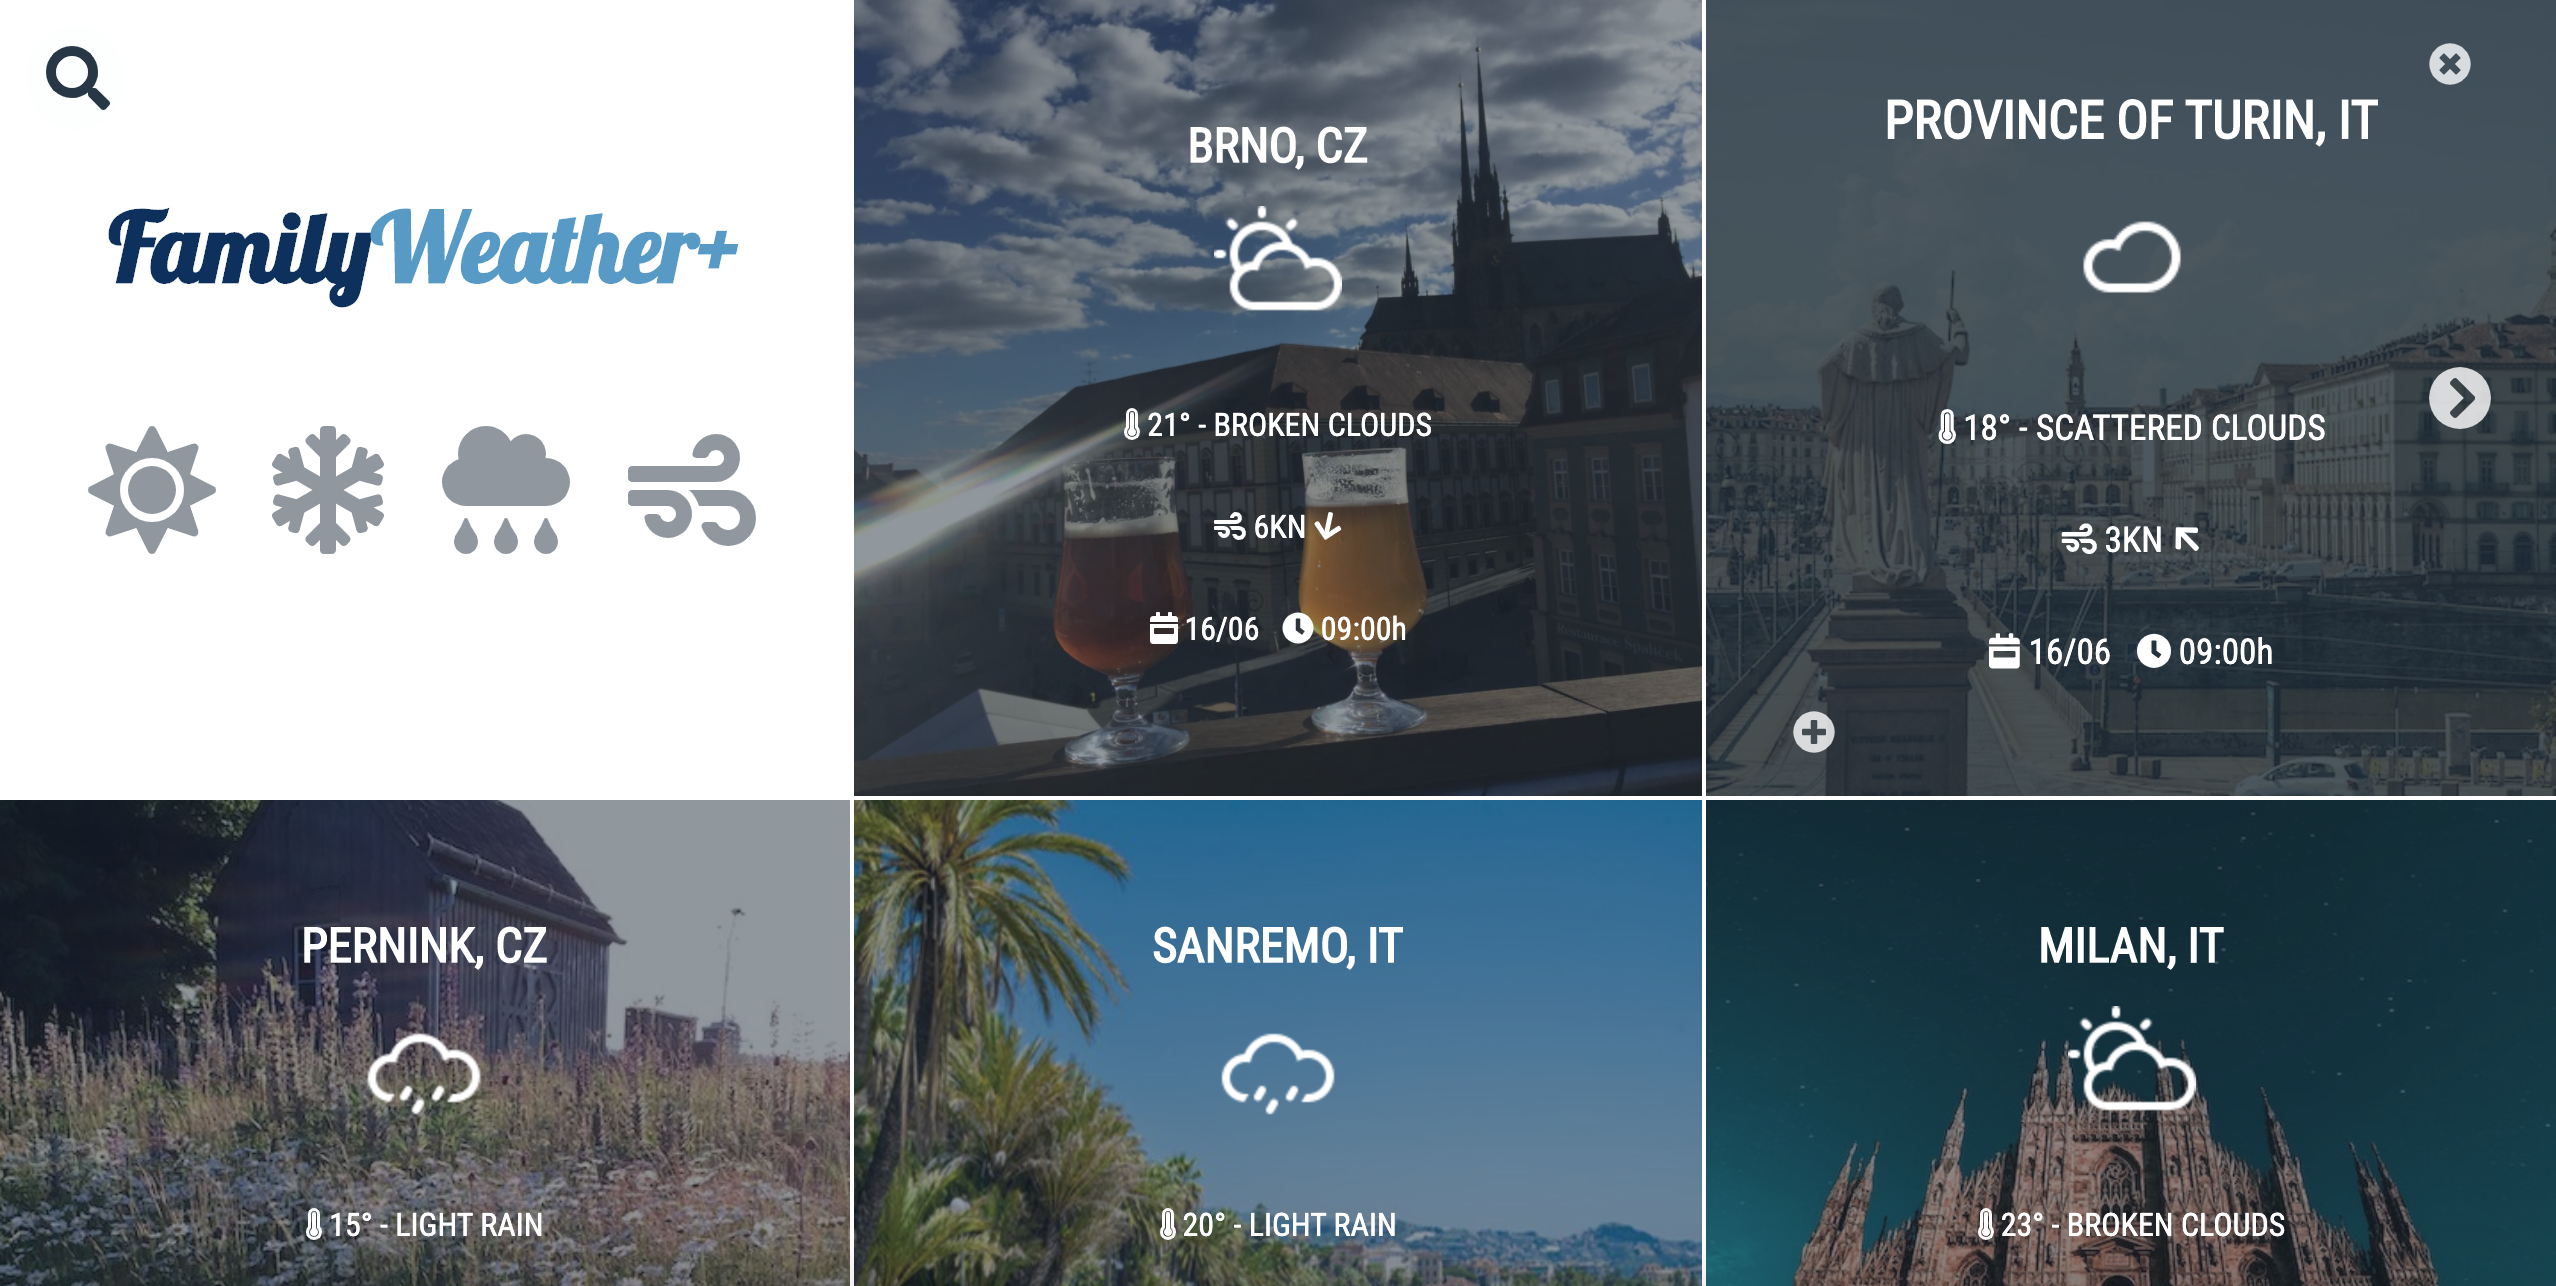 FamilyWeather+
BRNO, CZ
21° - BROKEN CLOUDS
6KN
16/06 09:00h
PROVINCE OF TURIN, IT
18° - SCATTERED CLOUDS
3KN
16/06 09:00h
PERNINK, CZ
15° - LIGHT RAIN
SANREMO, IT
20° - LIGHT RAIN
MILAN, IT
23° - BROKEN CLOUDS